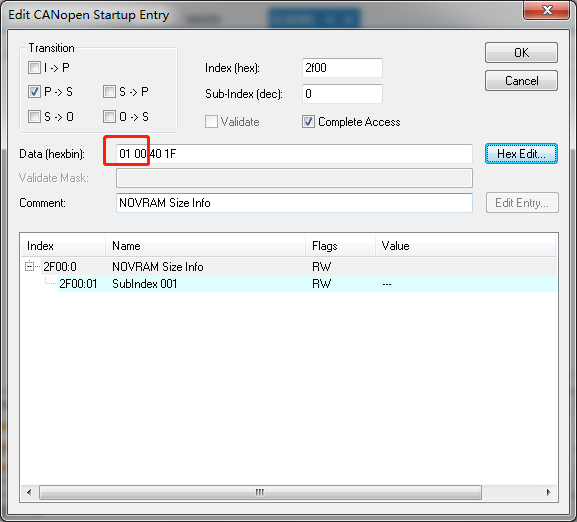 Edit CANopen Startup Entry
Transition
I -> P
P -> S
S -> P
S -> O
O -> S
Index (hex):
2f00
Sub-Index (dec):
0
Validate
Complete Access
OK
Cancel
Data (hexbin):
01 00 40 1F
Hex Edit...
Validate Mask:
Comment:
NOVRAM Size Info
Edit Entry...
Index Name Flags Value
2F00:0 NOVRAM Size Info RW
2F00:01 SubIndex 001 RW ---